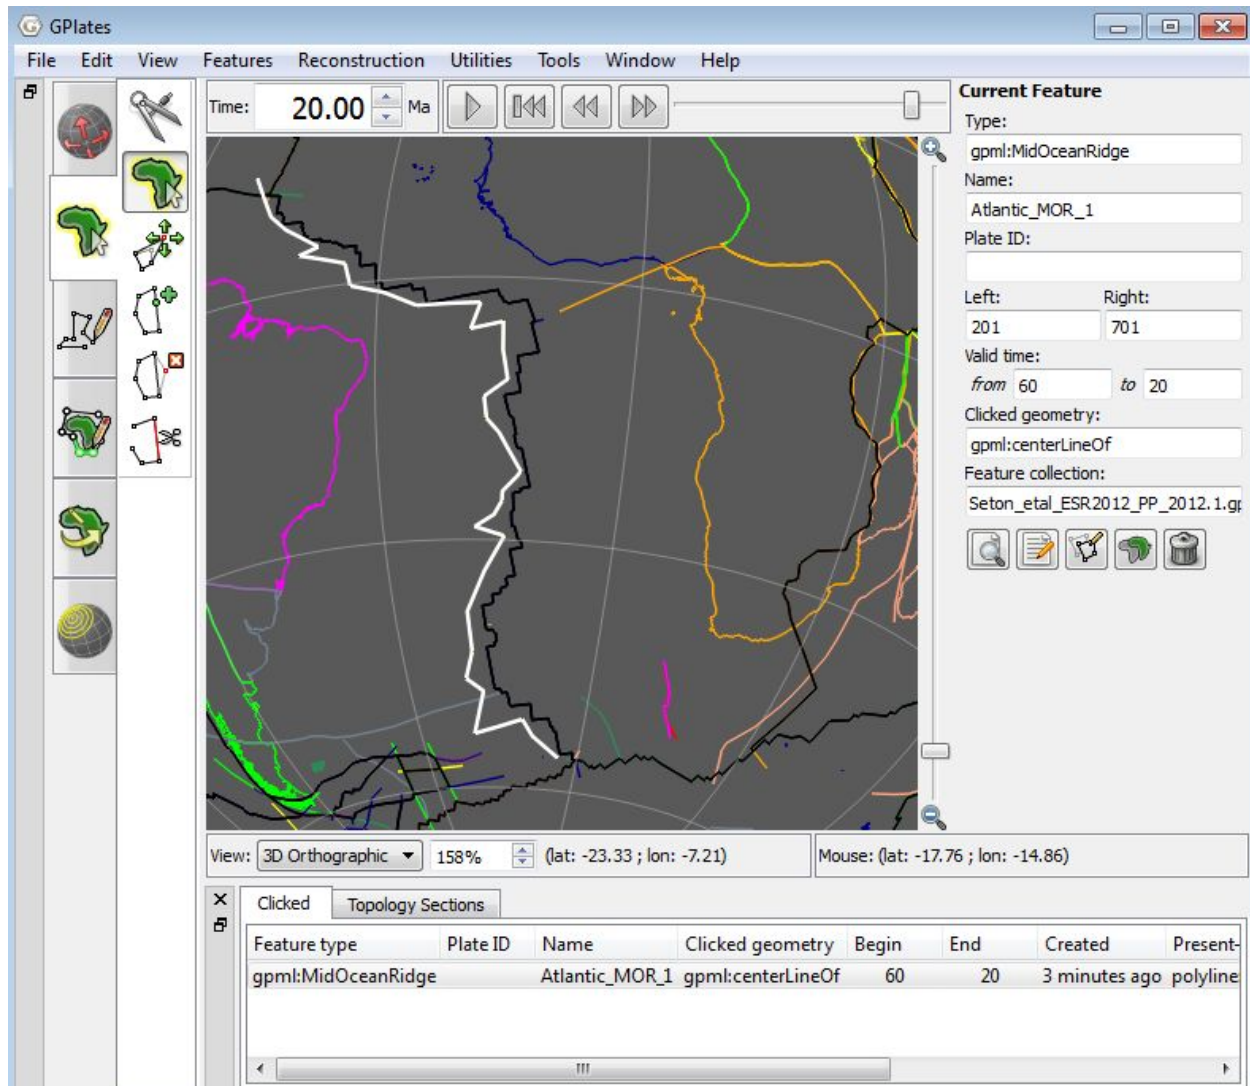 GPlates
File Edit View Features Reconstruction Utilities Tools Window Help
Time: 20.00 Ma
Current Feature
Type:
gpml:MidOceanRidge
Name:
Atlantic_MOR_1
Plate ID:
Left: Right:
201 701
Valid time:
from 60 to 20
Clicked geometry:
gpml:centerLineOf
Feature collection:
Seton_etal_ESR2012_PP_2012.1.gp
View: 3D Orthographic 158% (lat: -23.33 ; lon: -7.21) Mouse: (lat: -17.76 ; lon: -14.86)
Clicked Topology Sections
Feature type Plate ID Name Clicked geometry Begin End Created Present-
gpml:MidOceanRidge Atlantic_MOR_1 gpml:centerLineOf 60 20 3 minutes ago polyline